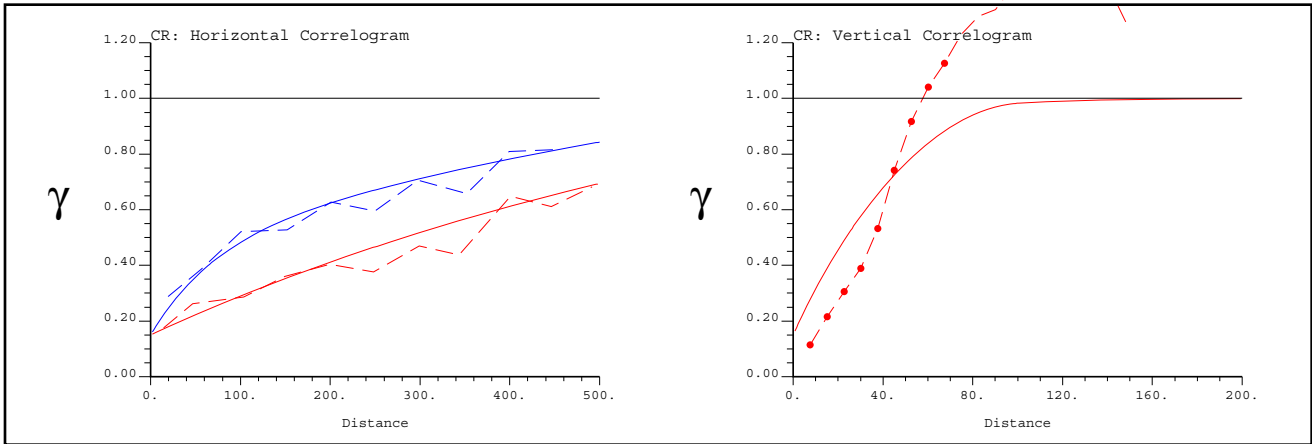 CR: Horizontal Correlogram
γ
1.20
1.00
0.80
0.60
0.40
0.20
0.00
0. 100. 200. 300. 400. 500.
Distance
CR: Vertical Correlogram
γ
1.20
1.00
0.80
0.60
0.40
0.20
0.00
0. 40. 80. 120. 160. 200.
Distance